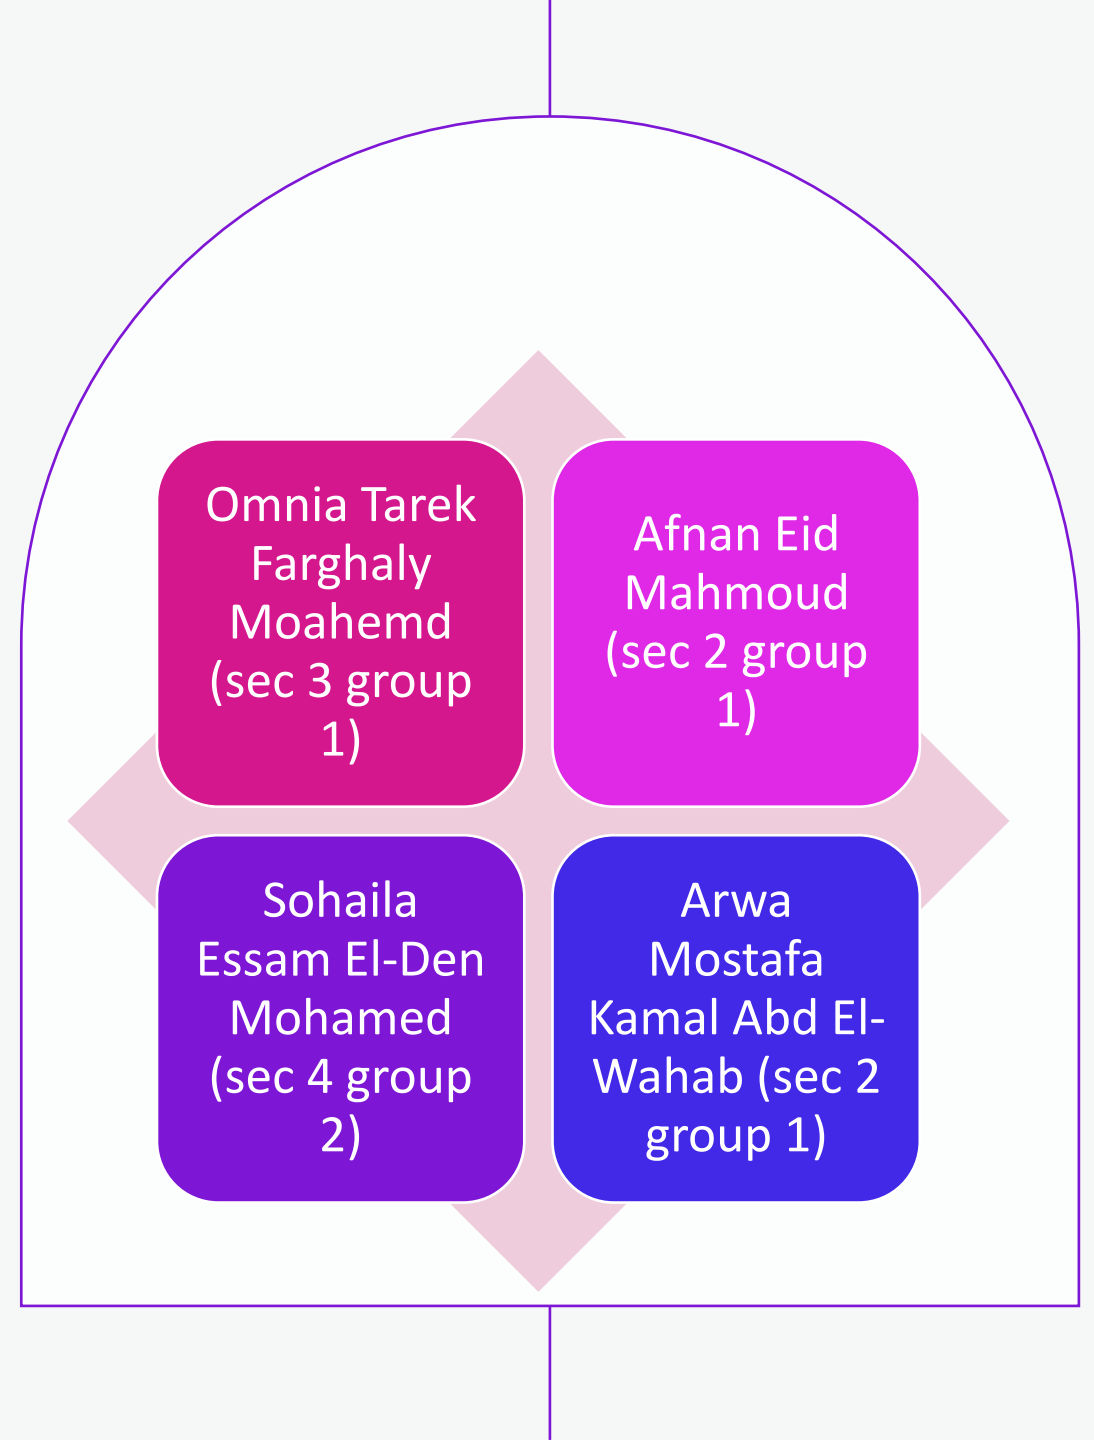 Omnia Tarek
Farghaly
Moahemd
(sec 3 group
1)
Afnan Eid
Mahmoud
(sec 2 group
1)
Sohaila
Essam El-Den
Mohamed
(sec 4 group
2)
Arwa
Mostafa
Kamal Abd El-
Wahab (sec 2
group 1)